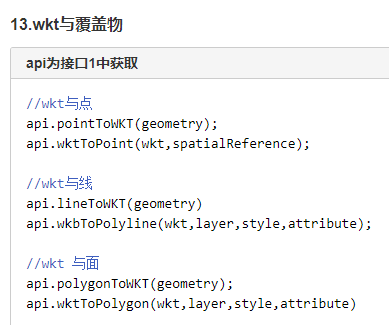 13.wkt与覆盖物
api为接口1中获取
//wkt与点
api.pointToWKT(geometry);
api.wktToPoint(wkt,spatialReference);
//wkt与线
api.lineToWKT(geometry)
api.wkbToPolyline(wkt,layer,style,attribute);
//wkt 与面
api.polygonToWKT(geometry);
api.wktToPolygon(wkt,layer,style,attribute)